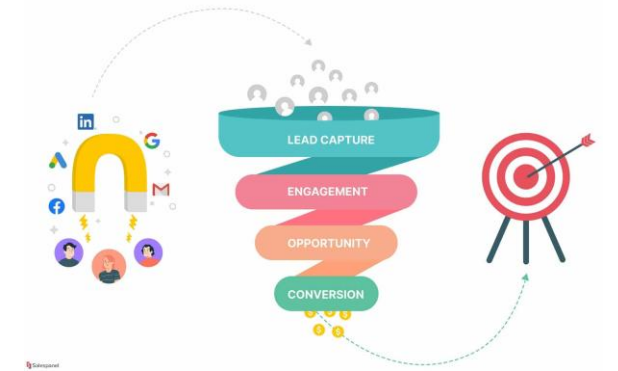 in
G
f
LEAD CAPTURE
ENGAGEMENT
OPPORTUNITY
CONVERSION
Salespanel